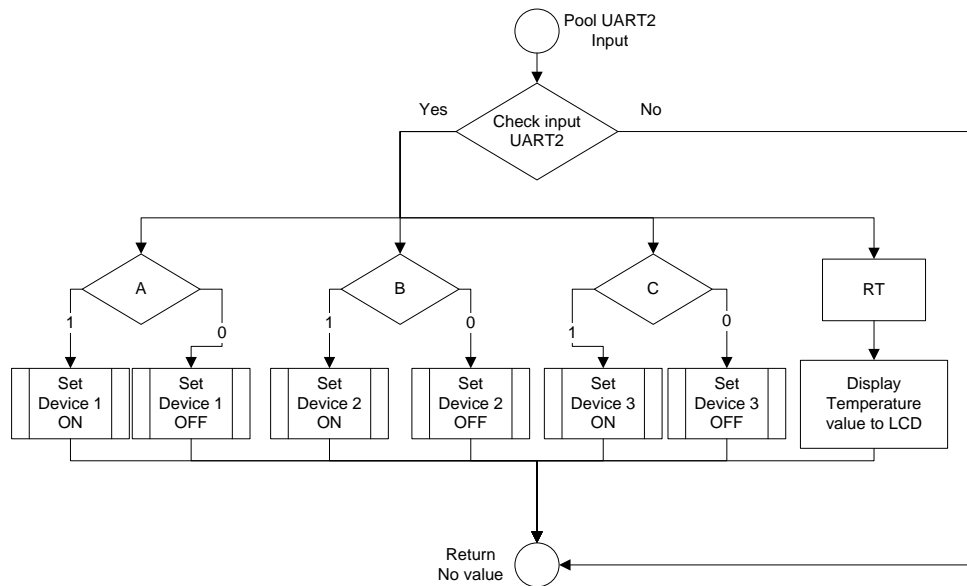 Pool UART2
Input
Yes
No
Check input
UART2
A
B
C
RT
1
0
1
0
1
0
Set
Device 1
ON
Set
Device 1
OFF
Set
Device 2
ON
Set
Device 2
OFF
Set
Device 3
ON
Set
Device 3
OFF
Display
Temperature
value to LCD
Return
No value